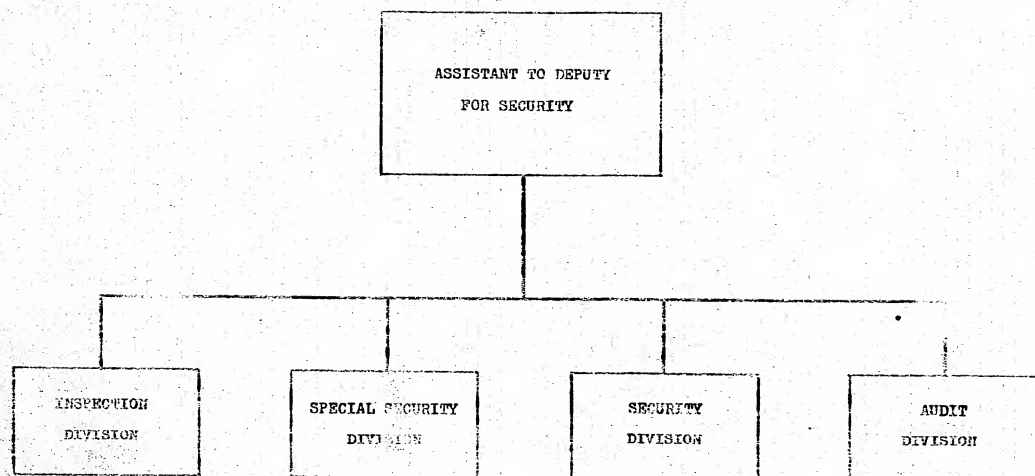 ASSISTANT TO DEPUTY
FOR SECURITY
INSPECTION
DIVISION
SPECIAL SECURITY
DIVISION
SECURITY
DIVISION
AUDIT
DIVISION